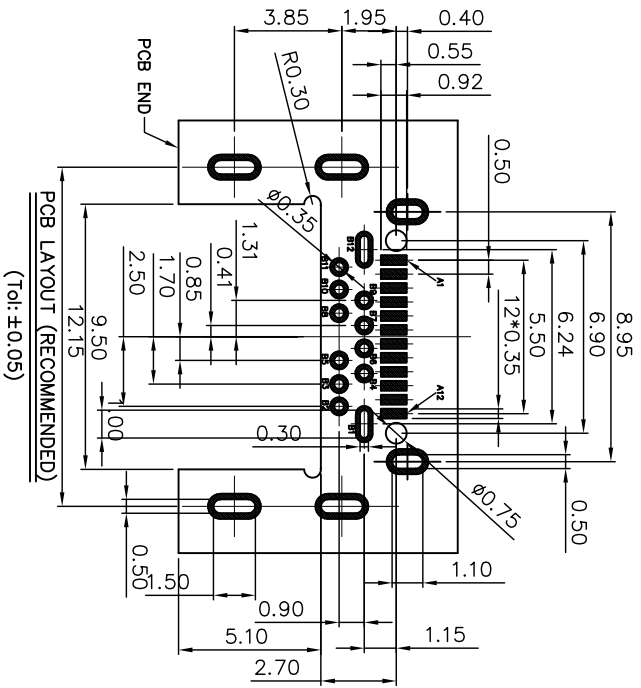 3.85
1.95
0.40
0.55
0.92
0.50
R0.30
PCB END
ø0.35
1.31
0.41
0.85
1.70
2.50
9.50
12.15
B12
B11
B10
B8
B5
B3
B2
B9
B7
B6
B4
B1
A1
A12
12*0.35
5.50
6.24
6.90
8.95
1.00
0.30
ø0.75
0.50
0.50
1.50
1.10
0.90
1.15
5.10
2.70
PCB LAYOUT (RECOMMENDED)
(Tol: ±0.05)